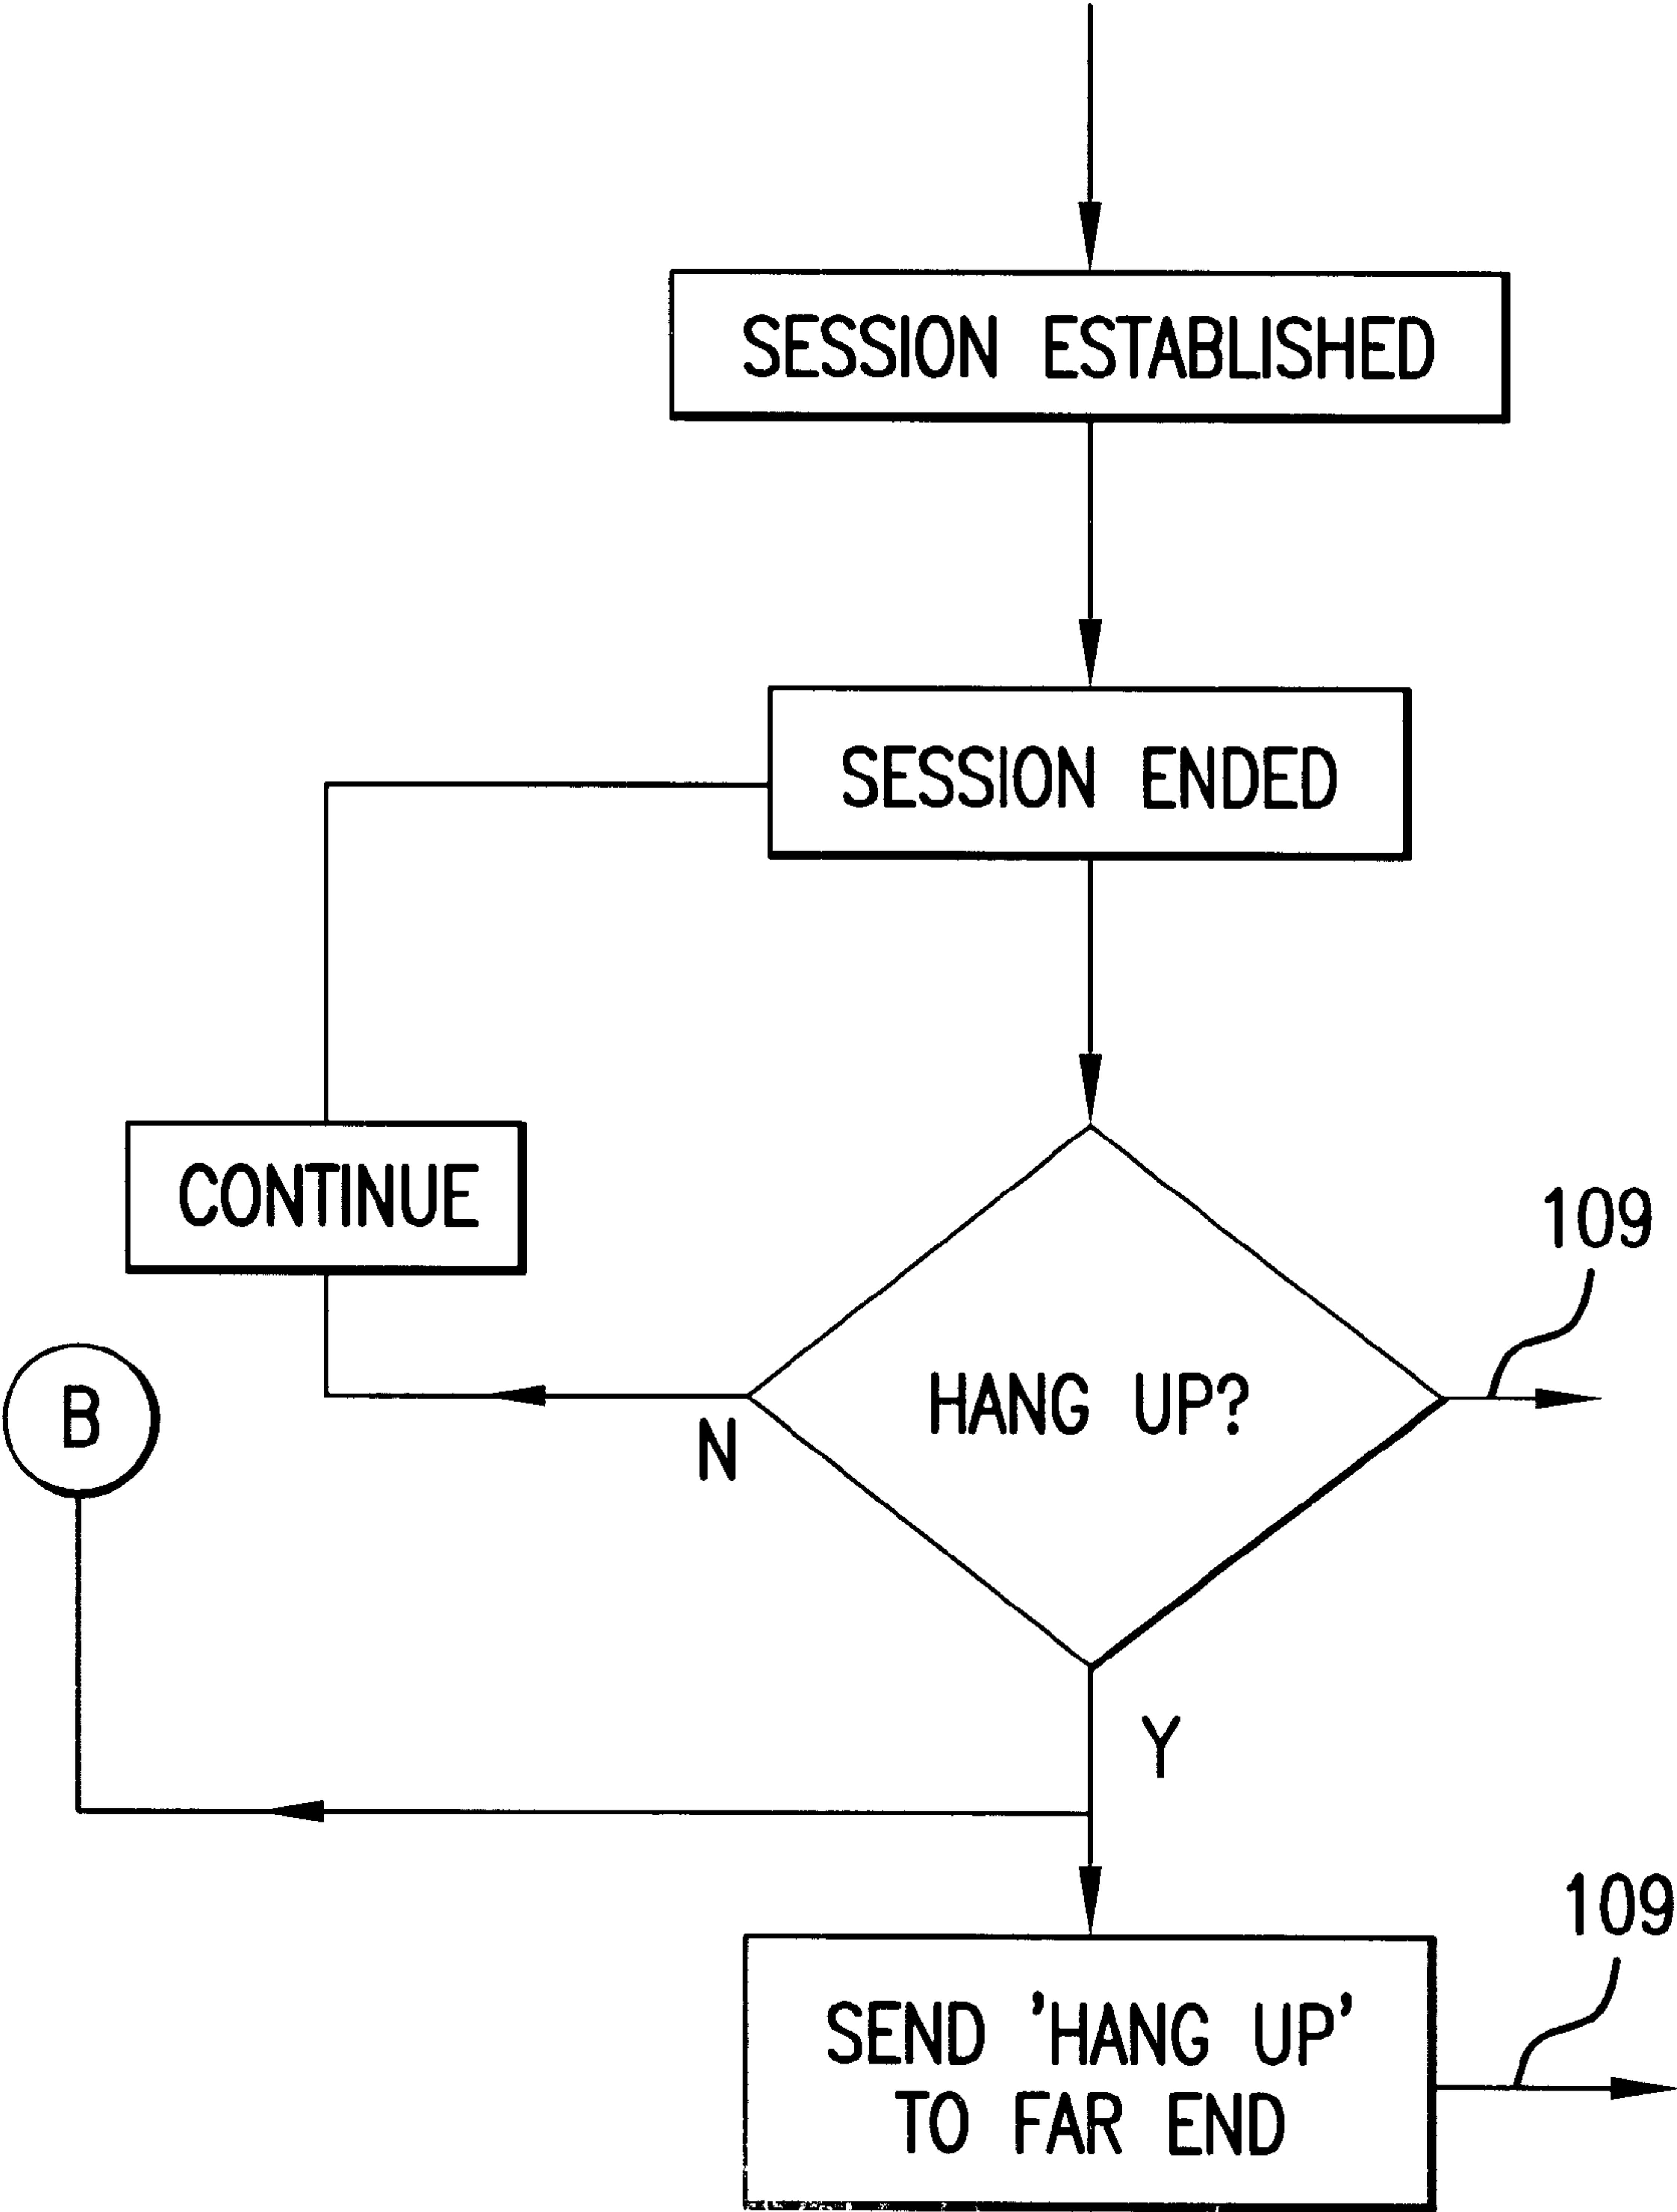 SESSION ESTABLISHED
SESSION ENDED
CONTINUE
109
HANG UP?
B
N
Y
109
SEND 'HANG UP'
TO FAR END